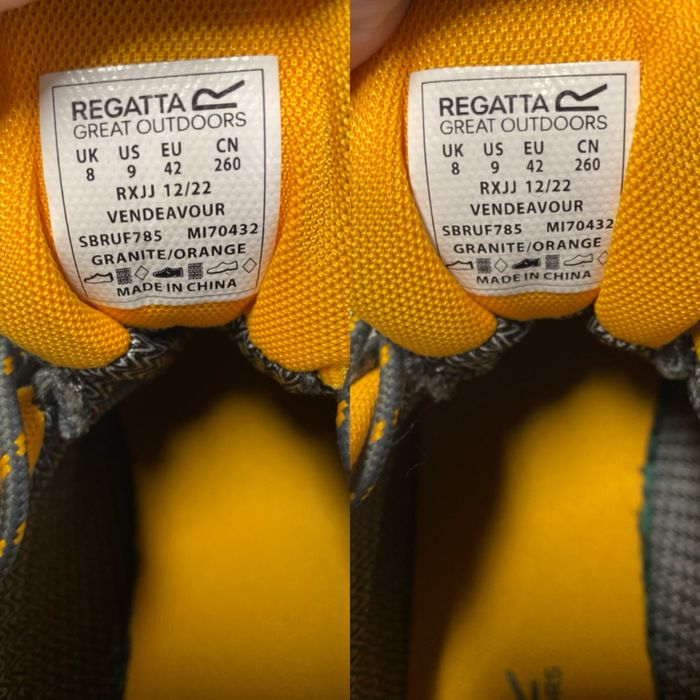 REGATTA
GREAT OUTDOORS
UK US EU CN
8 9 42 260
RXJJ 12/22
VENDEAVOUR
SBRUF785 MI70432
GRANITE/ORANGE
MADE IN CHINA
REGATTA
GREAT OUTDOORS
UK US EU CN
8 9 42 260
RXJJ 12/22
VENDEAVOUR
SBRUF785 MI70432
GRANITE/ORANGE
MADE IN CHINA